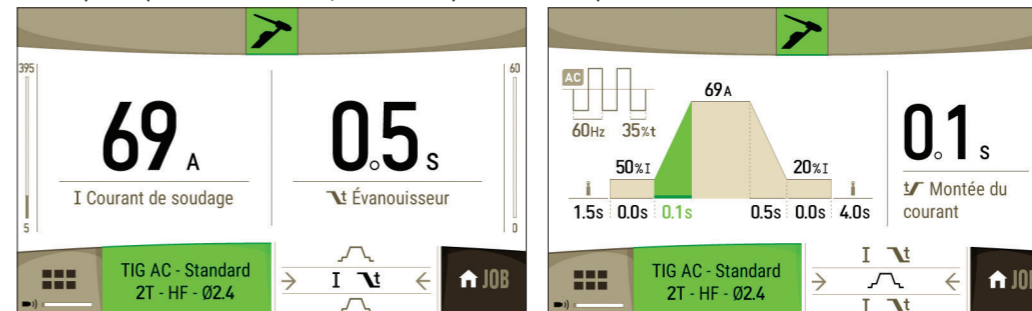 395
60
69 A
0.5 s
I Courant de soudage
t Évanouisseur
5
0
TIG AC - Standard
2T - HF - Ø2.4
I t
JOB
AC
69A
60Hz 35%t
50%I
20%I
1.5s 0.0s 0.1s 0.5s 0.0s 4.0s
0.1 s
t Montée du
courant
TIG AC - Standard
2T - HF - Ø2.4
I t
I t